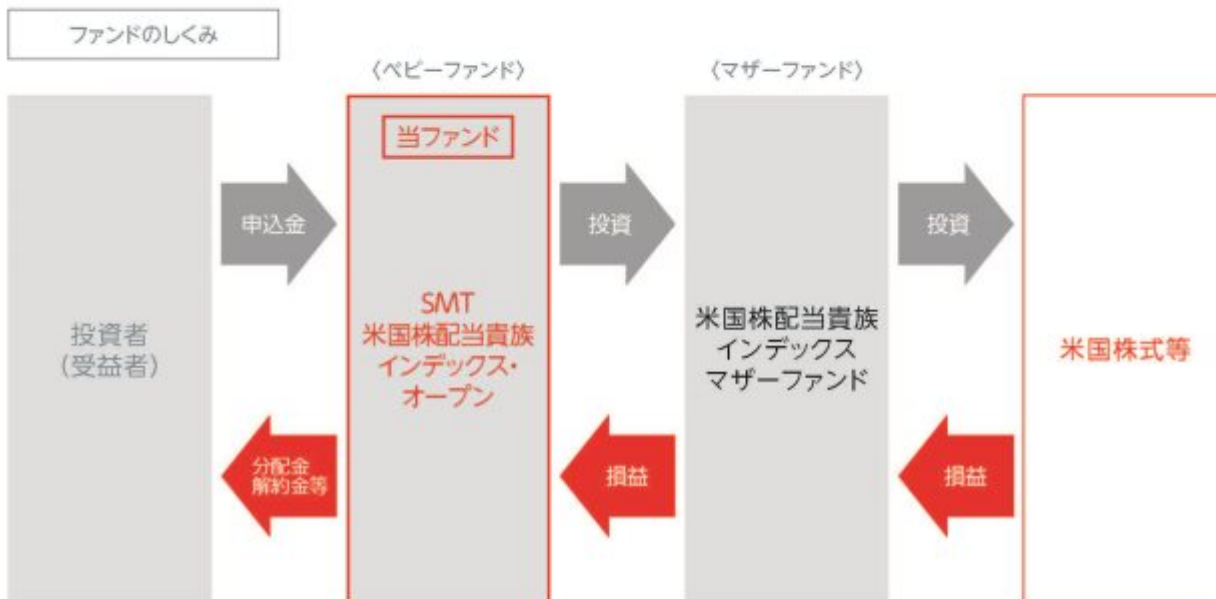 ファンドのしくみ
〈ベビーファンド〉
〈マザーファンド〉
当ファンド
申込金
投資
投資
投資者
(受益者)
SMT
米国株配当貴族
インデックス・
オープン
米国株配当貴族
インデックス
マザーファンド
米国株式等
分配金
解約金等
損益
損益